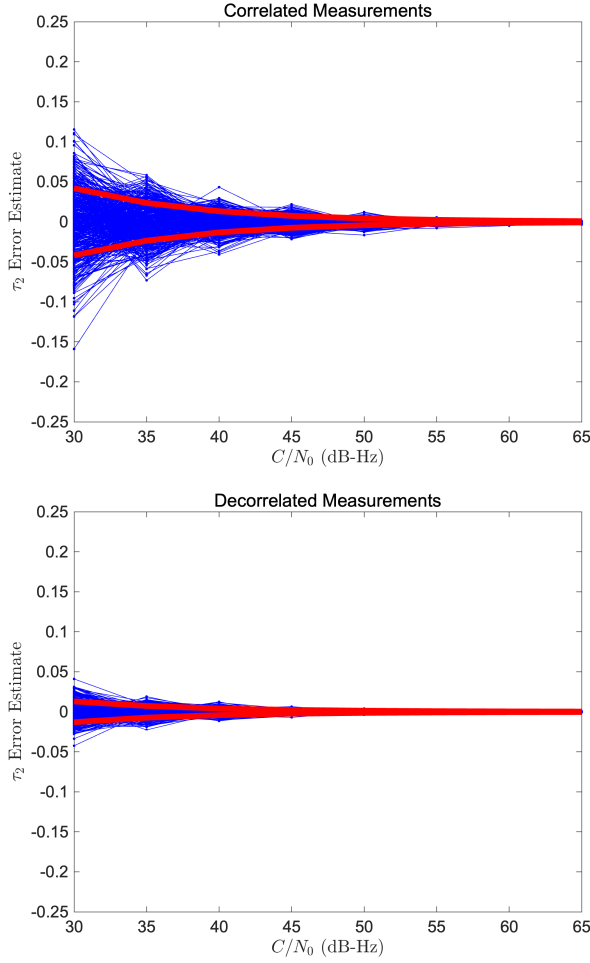 Correlated Measurements
0.25
0.2
0.15
0.1
0.05
0
-0.05
-0.1
-0.15
-0.2
-0.25
τ₂ Error Estimate
30 35 40 45 50 55 60 65
C/N₀ (dB-Hz)
Decorrelated Measurements
0.25
0.2
0.15
0.1
0.05
0
-0.05
-0.1
-0.15
-0.2
-0.25
τ₂ Error Estimate
30 35 40 45 50 55 60 65
C/N₀ (dB-Hz)